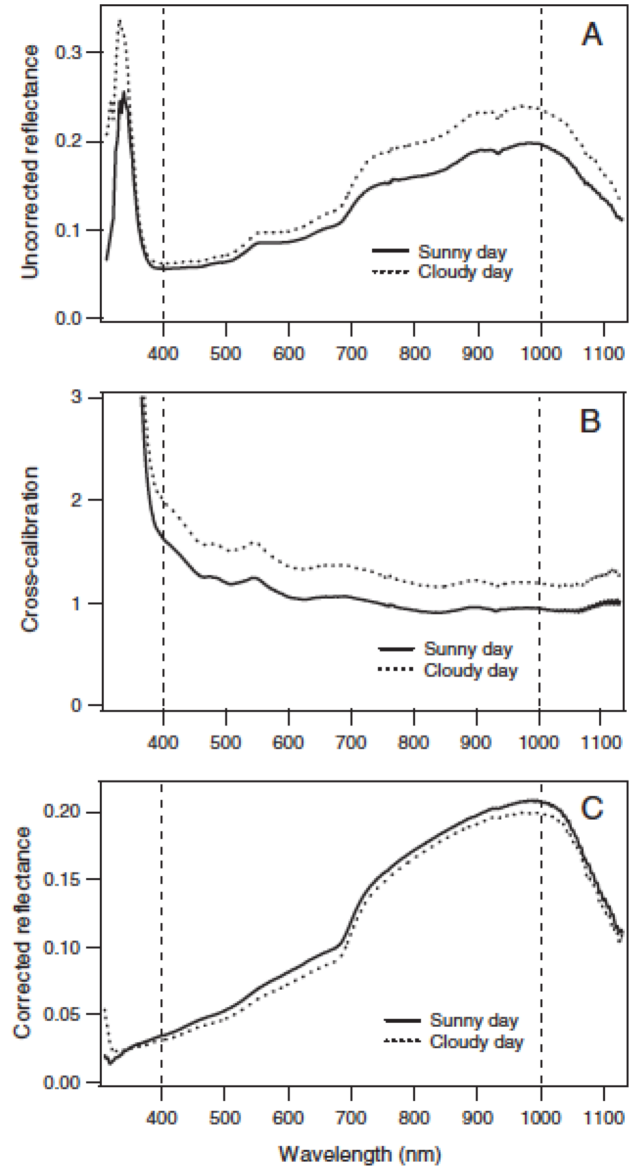 A
Uncorrected reflectance
0.3
0.2
0.1
0.0
Sunny day
Cloudy day
400 500 600 700 800 900 1000 1100
B
Cross-calibration
3
2
1
0
Sunny day
Cloudy day
400 500 600 700 800 900 1000 1100
C
Corrected reflectance
0.20
0.15
0.10
0.05
0.00
Sunny day
Cloudy day
400 500 600 700 800 900 1000 1100
Wavelength (nm)